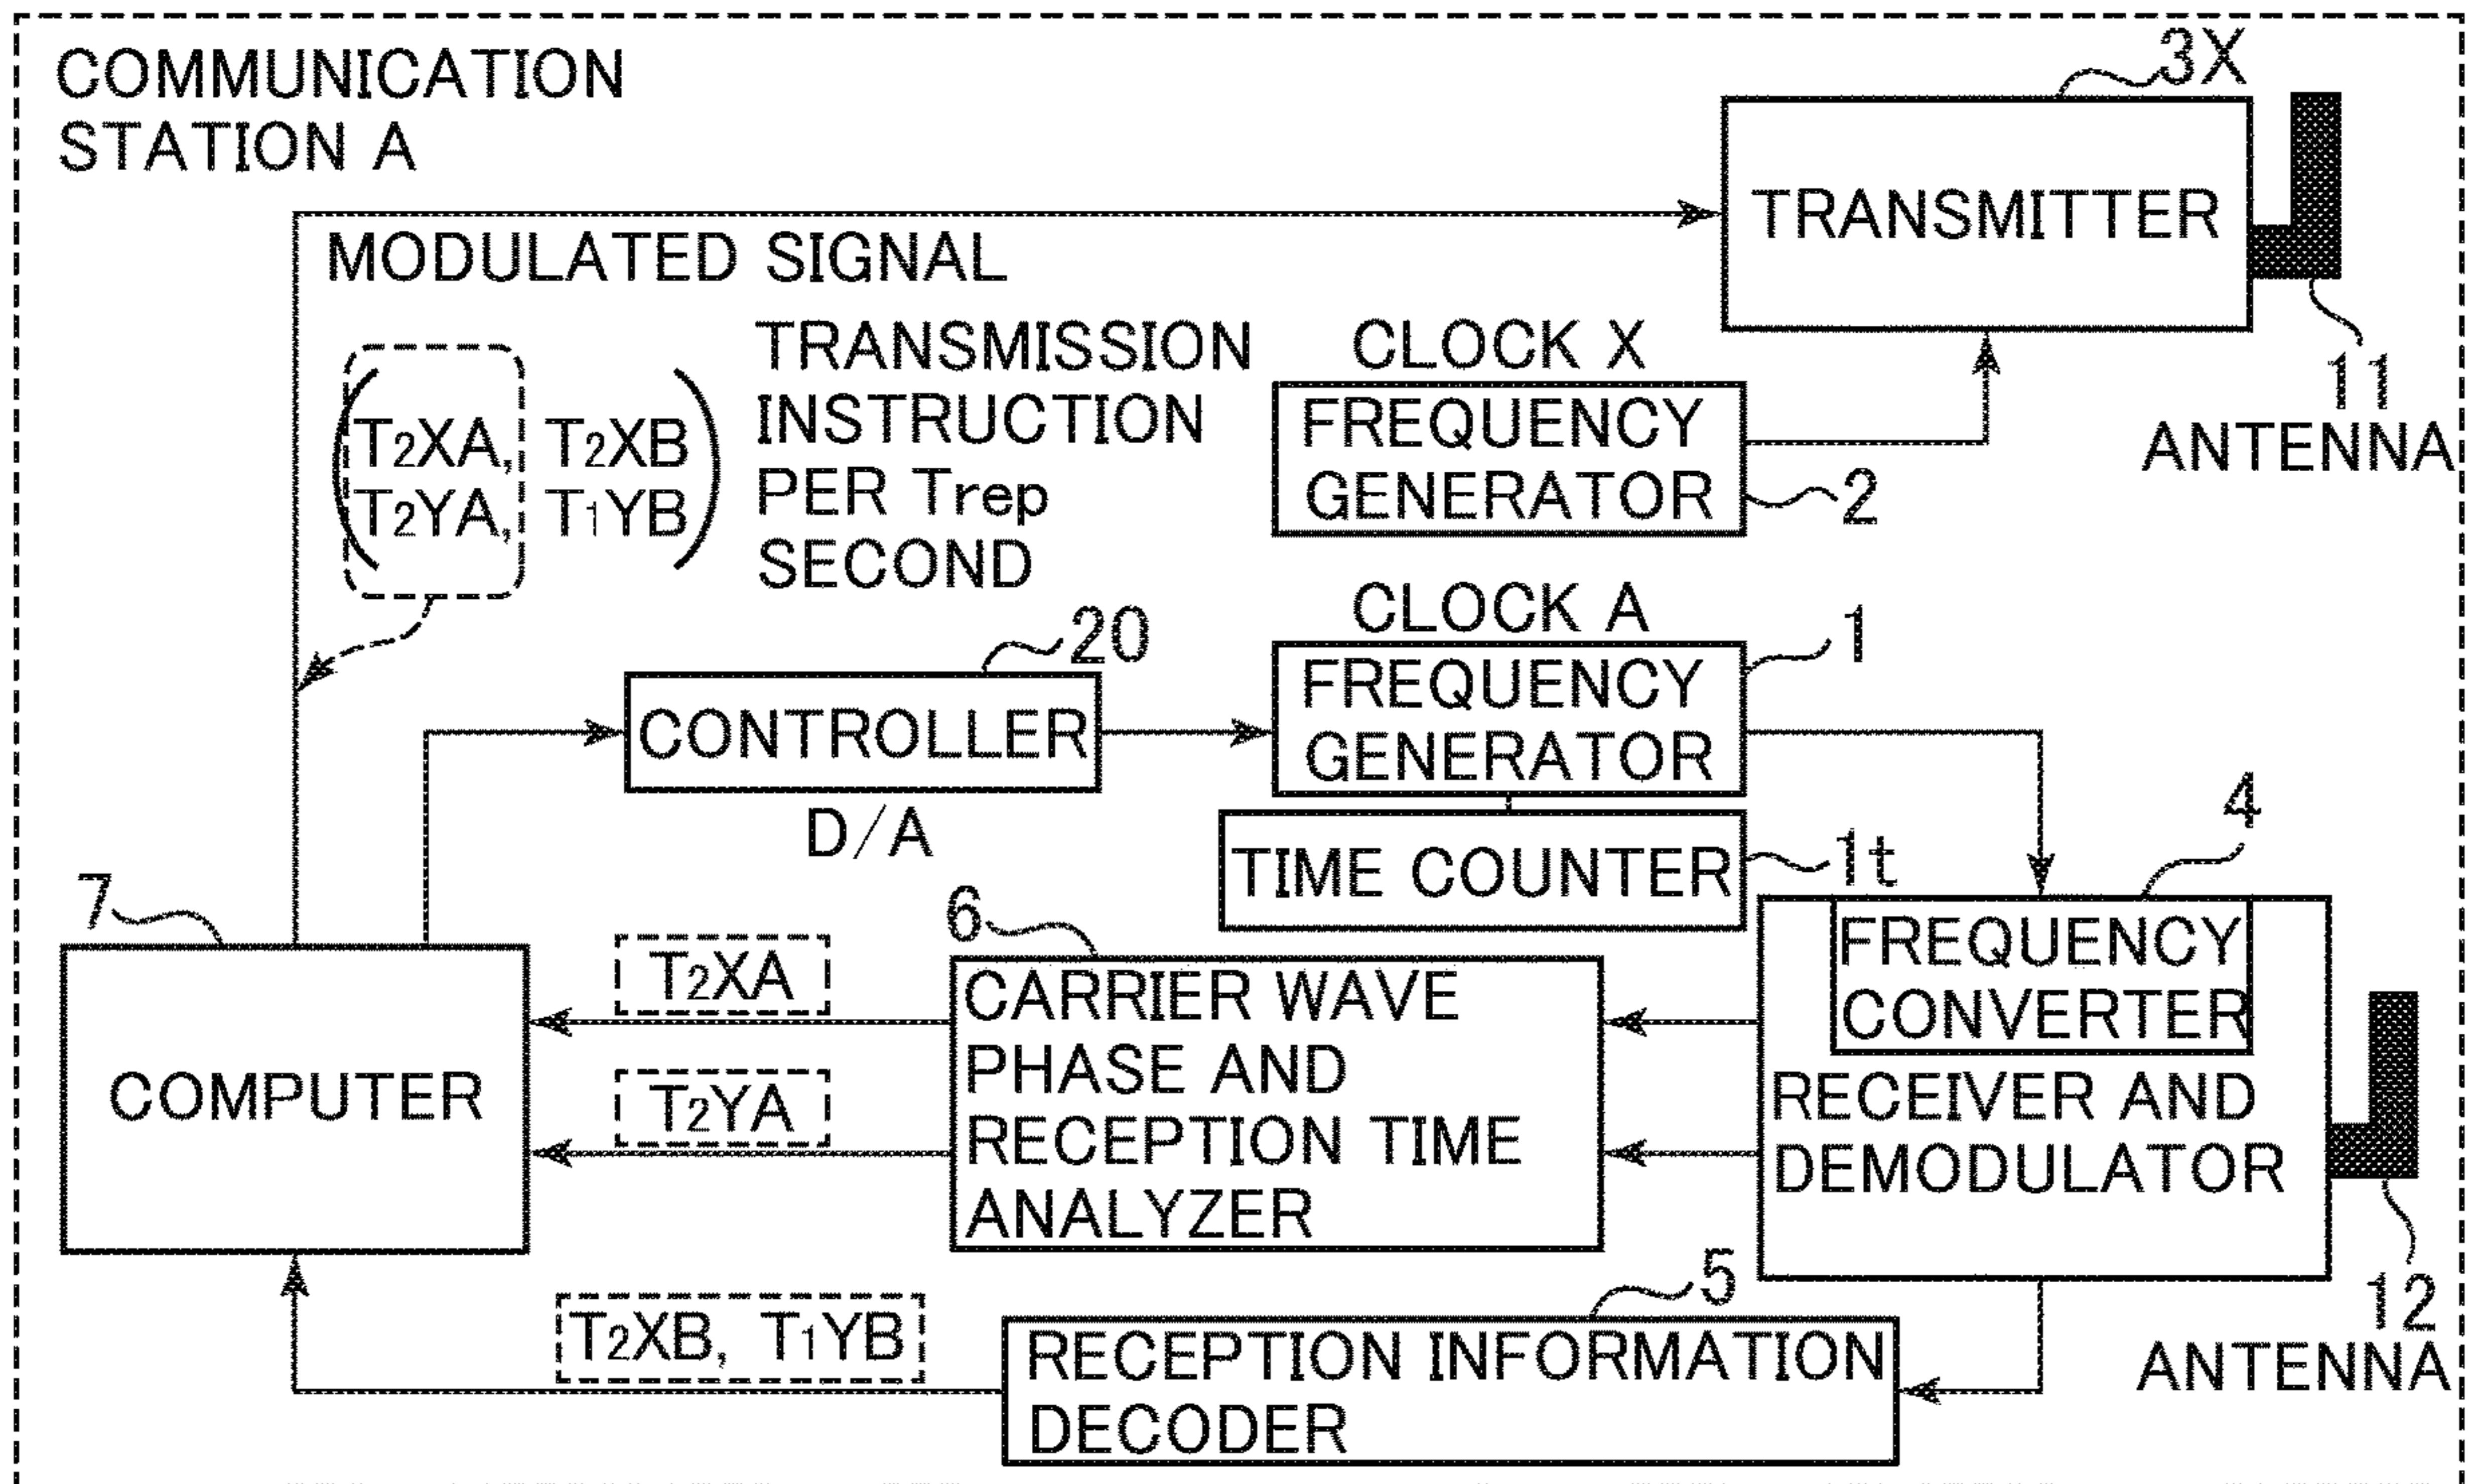 COMMUNICATION
STATION A
3X
TRANSMITTER
MODULATED SIGNAL
11
ANTENNA
T2XA, T2XB
T2YA, T1YB
TRANSMISSION
INSTRUCTION
PER Trep
SECOND
CLOCK X
FREQUENCY
GENERATOR
2
CLOCK A
FREQUENCY
GENERATOR
1
20
CONTROLLER
D/A
TIME COUNTER
1t
4
FREQUENCY
CONVERTER
RECEIVER AND
DEMODULATOR
12
ANTENNA
7
COMPUTER
T2XA
T2YA
6
CARRIER WAVE
PHASE AND
RECEPTION TIME
ANALYZER
T2XB, T1YB
5
RECEPTION INFORMATION
DECODER